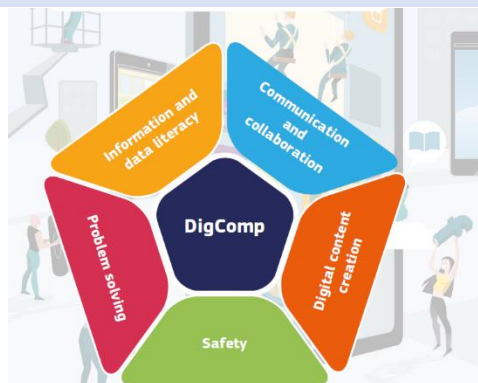 Information and
data literacy
Communication
and
collaboration
DigComp
Problem solving
Digital content
creation
Safety